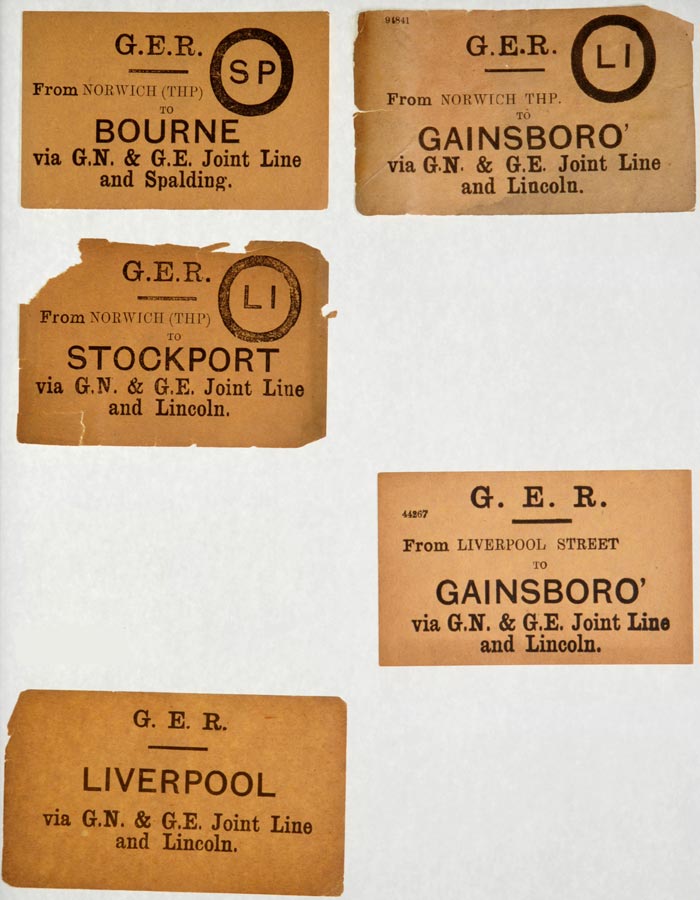 G.E.R.
SP
From NORWICH (THP)
TO
BOURNE
via G.N. & G.E. Joint Line
and Spalding.
94841
G.E.R.
LI
From NORWICH THP.
TO
GAINSBORO'
via G.N. & G.E. Joint Line
and Lincoln.
G.E.R.
LI
From NORWICH (THP)
TO
STOCKPORT
via G.N. & G.E. Joint Line
and Lincoln.
G. E. R.
44267
From LIVERPOOL STREET
TO
GAINSBORO'
via G.N. & G.E. Joint Line
and Lincoln.
G. E. R.
LIVERPOOL
via G.N. & G.E. Joint Line
and Lincoln.